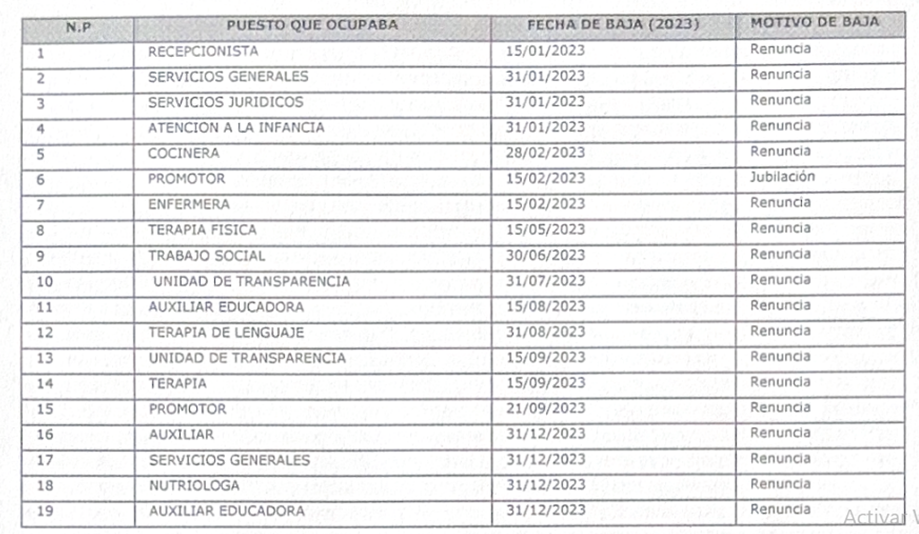 N.P PUESTO QUE OCUPABA FECHA DE BAJA (2023) MOTIVO DE BAJA
1 RECEPCIONISTA 15/01/2023 Renuncia
2 SERVICIOS GENERALES 31/01/2023 Renuncia
3 SERVICIOS JURIDICOS 31/01/2023 Renuncia
4 ATENCION A LA INFANCIA 31/01/2023 Renuncia
5 COCINERA 28/02/2023 Renuncia
6 PROMOTOR 15/02/2023 Jubilación
7 ENFERMERA 15/02/2023 Renuncia
8 TERAPIA FISICA 15/05/2023 Renuncia
9 TRABAJO SOCIAL 30/06/2023 Renuncia
10 UNIDAD DE TRANSPARENCIA 31/07/2023 Renuncia
11 AUXILIAR EDUCADORA 15/08/2023 Renuncia
12 TERAPIA DE LENGUAJE 31/08/2023 Renuncia
13 UNIDAD DE TRANSPARENCIA 15/09/2023 Renuncia
14 TERAPIA 15/09/2023 Renuncia
15 PROMOTOR 21/09/2023 Renuncia
16 AUXILIAR 31/12/2023 Renuncia
17 SERVICIOS GENERALES 31/12/2023 Renuncia
18 NUTRIOLOGA 31/12/2023 Renuncia
19 AUXILIAR EDUCADORA 31/12/2023 Renuncia
Activar